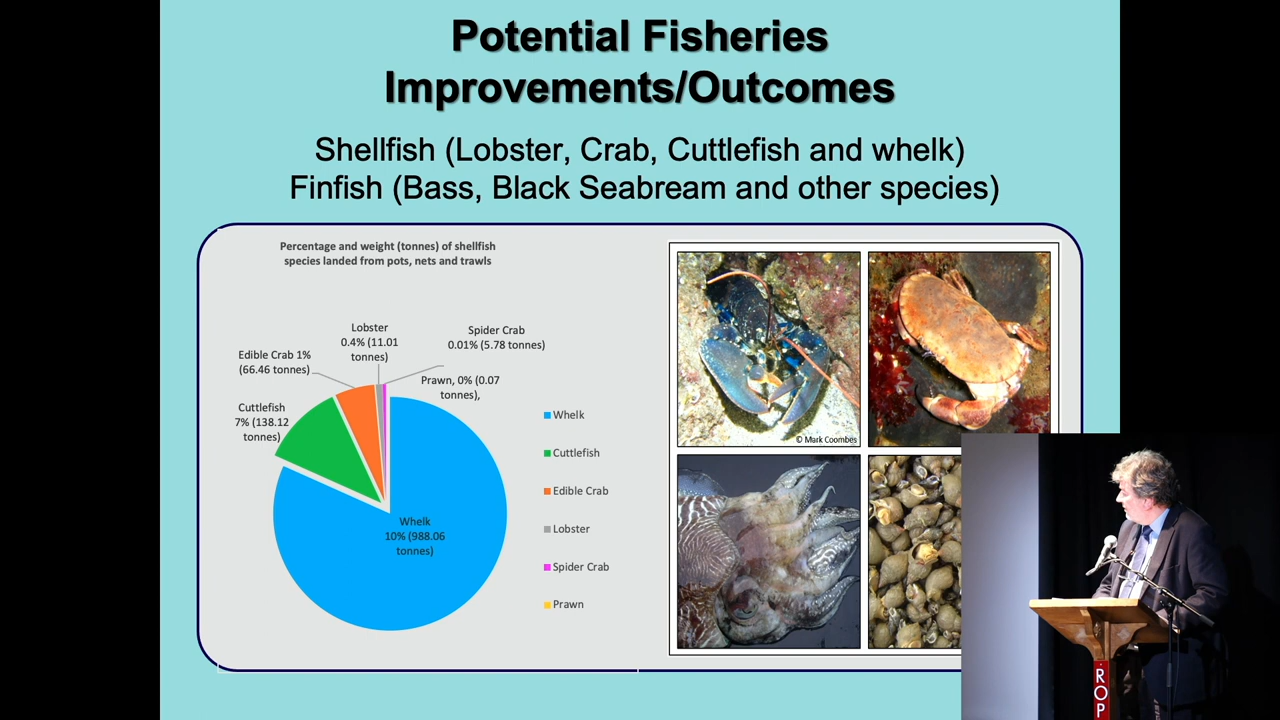 Potential Fisheries
Improvements/Outcomes
Shellfish (Lobster, Crab, Cuttlefish and whelk)
Finfish (Bass, Black Seabream and other species)
Percentage and weight (tonnes) of shellfish
species landed from pots, nets and trawls
Lobster
0.4% (11.01
tonnes)
Spider Crab
0.01% (5.78 tonnes)
Edible Crab 1%
(66.46 tonnes)
Prawn, 0% (0.07
tonnes),
Cuttlefish
7% (138.12
tonnes)
Whelk
10% (988.06
tonnes)
Whelk
Cuttlefish
Edible Crab
Lobster
Spider Crab
Prawn
© Mark Coombes
ROP